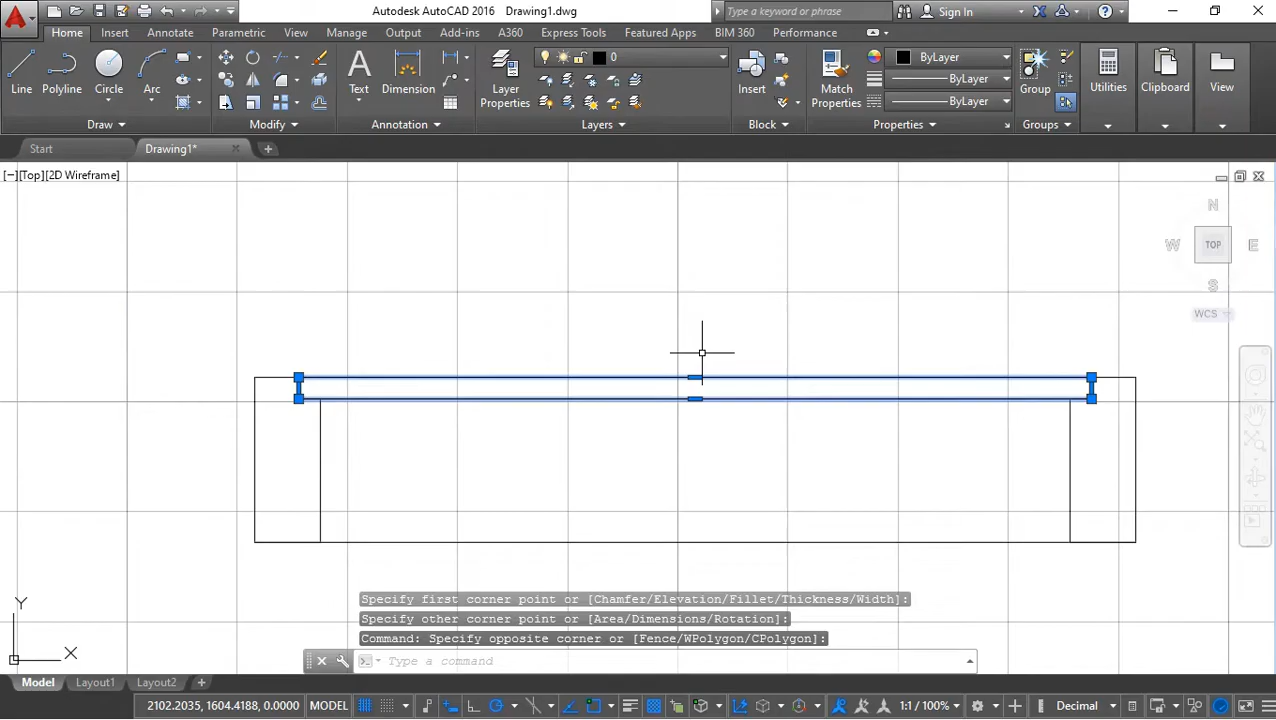 Autodesk AutoCAD 2016 Drawing1.dwg
Type a keyword or phrase
Sign In
Home Insert Annotate Parametric View Manage Output Add-ins A360 Express Tools Featured Apps BIM 360 Performance
Line Polyline Circle Arc
Text Dimension
Layer Properties
0
Insert
Match Properties
ByLayer
ByLayer
ByLayer
Group
Utilities
Clipboard
View
Draw Modify Annotation Layers Block Properties Groups
Start Drawing1*
[−][Top][2D Wireframe]
N
W TOP E
S
WCS
Y
X
Specify first corner point or [Chamfer/Elevation/Fillet/Thickness/Width]:
Specify other corner point or [Area/Dimensions/Rotation]:
Command: Specify opposite corner or [Fence/WPolygon/CPolygon]:
Type a command
Model Layout1 Layout2
2102.2035, 1604.4188, 0.0000 MODEL 1:1 / 100% Decimal